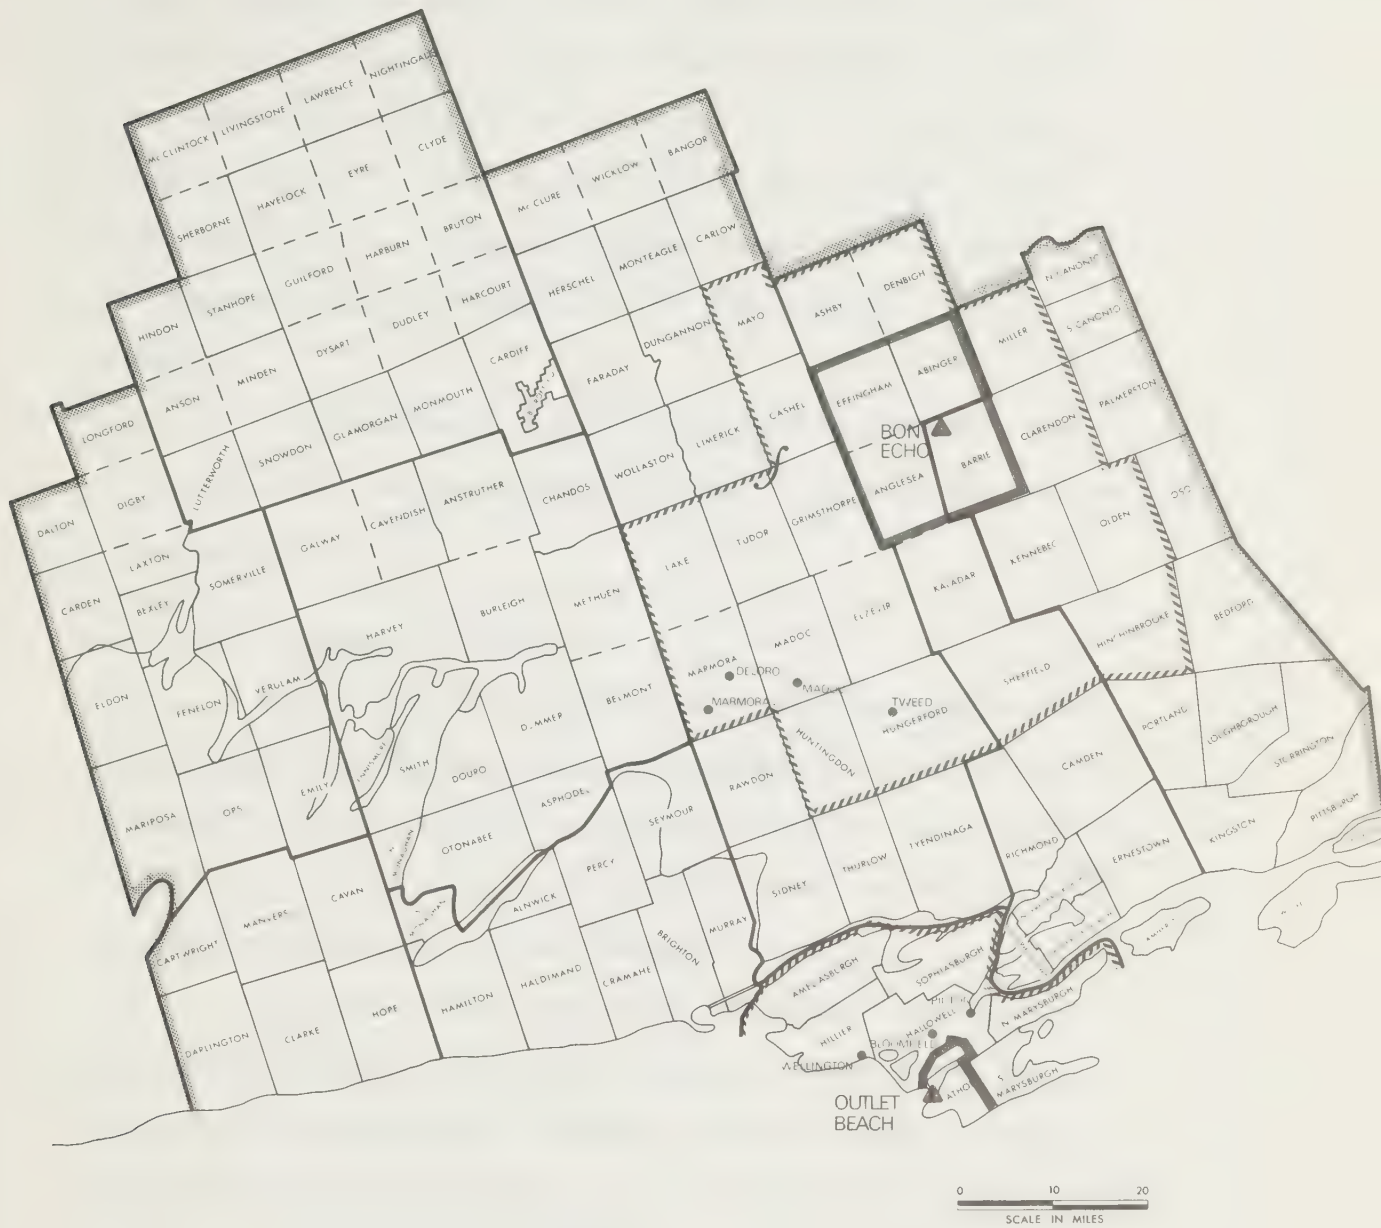 NIGHTINGALE
LAWRENCE
LIVINGSTONE
McCLINTOCK
CLYDE
EYRE
HAVELOCK
SHERBORNE
BRUTON
HARBURN
GUILFORD
STANHOPE
HINDON
HARCOURT
DUDLEY
DYSART
MINDEN
ANSON
LONGFORD
CARDIFF
MONMOUTH
GLAMORGAN
SNOWDON
LUTTERWORTH
DIGBY
DALTON
LAXTON
CARDEN
BEXLEY
SOMERVILLE
ELDON
FENELON
VERULAM
MARIPOSA
OPS
EMILY
BANGOR
WICKLOW
McCLURE
CARLOW
MONTEAGLE
HERSCHEL
MAYO
DUNGANNON
FARADAY
CASHEL
LIMERICK
WOLLASTON
CHANDOS
ANSTRUTHER
CAVENDISH
GALWAY
METHUEN
BURLEIGH
HARVEY
BELMONT
SMITH
DOURO
OTONABEE
ASHBY
DENBIGH
EFFINGHAM
ABINGER
MILLER
S. CANONTO
PALMERSTON
CLARENDON
BON
ECHO
BARRIE
ANGLESEA
GRIMSTHORPE
TUDOR
LAKE
OLDEN
KENNEBEC
MADOC
MARMORA
MARMORA
TWEED
HUNGERFORD
HUNTINGDON
SHEFFIELD
HINCHINBROOKE
BEDFORD
PORTLAND
LOUGHBOROUGH
CAMDEN
RAWDON
SEYMOUR
PERCY
ALNWICK
SIDNEY
THURLOW
TYENDINAGA
RICHMOND
ERNESTOWN
KINGSTON
MURRAY
BRIGHTON
CRAMAHE
HALDIMAND
HAMILTON
HOPE
CLARKE
DARLINGTON
CARTWRIGHT
MANVERS
CAVAN
SOPHIASBURGH
HALLOWELL
HILLIER
WELLINGTON
N MARYSBURGH
S
MARYSBURGH
OUTLET
BEACH
0 10 20
SCALE IN MILES